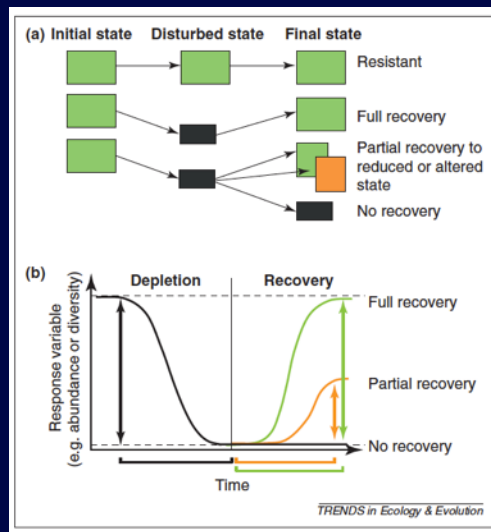 (a) Initial state Disturbed state Final state
Resistant
Full recovery
Partial recovery to
reduced or altered
state
No recovery
(b)
Depletion Recovery
Response variable
(e.g. abundance or diversity)
Full recovery
Partial recovery
No recovery
Time
TRENDS in Ecology & Evolution